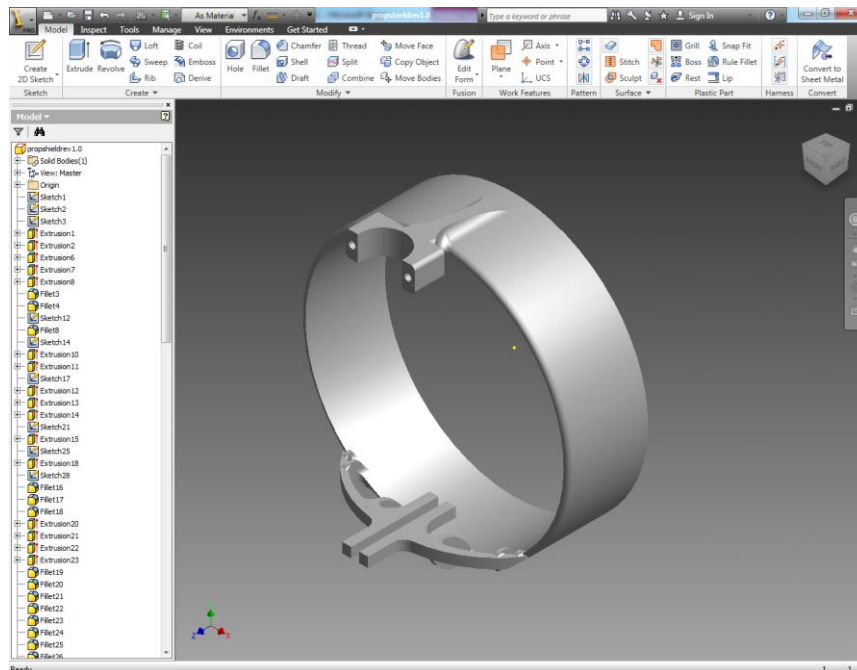 PRO
As Material
propshieldrev1.0
Type a keyword or phrase
Sign In
Model Inspect Tools Manage View Environments Get Started
Create
2D Sketch
Extrude Revolve
Loft
Sweep
Rib
Coil
Emboss
Derive
Hole Fillet
Chamfer
Shell
Draft
Thread
Split
Combine
Move Face
Copy Object
Move Bodies
Edit
Form
Plane
Axis
Point
UCS
Stitch
Sculpt
Grill
Boss
Rest
Snap Fit
Rule Fillet
Lip
Convert to
Sheet Metal
Sketch Create Modify Fusion Work Features Pattern Surface Plastic Part Harness Convert
Model
propshieldrev1.0
Solid Bodies(1)
View: Master
Origin
Sketch1
Sketch2
Sketch3
Extrusion1
Extrusion2
Extrusion6
Extrusion7
Extrusion8
Fillet3
Fillet4
Sketch12
Fillet8
Sketch14
Extrusion10
Extrusion11
Sketch17
Extrusion12
Extrusion13
Extrusion14
Sketch21
Extrusion15
Sketch25
Extrusion18
Sketch28
Fillet16
Fillet17
Fillet18
Extrusion20
Extrusion21
Extrusion22
Extrusion23
Fillet19
Fillet20
Fillet21
Fillet22
Fillet23
Fillet24
Fillet25
Fillet26
TOP
FRONT
RIGHT
Z X
Ready
1 1